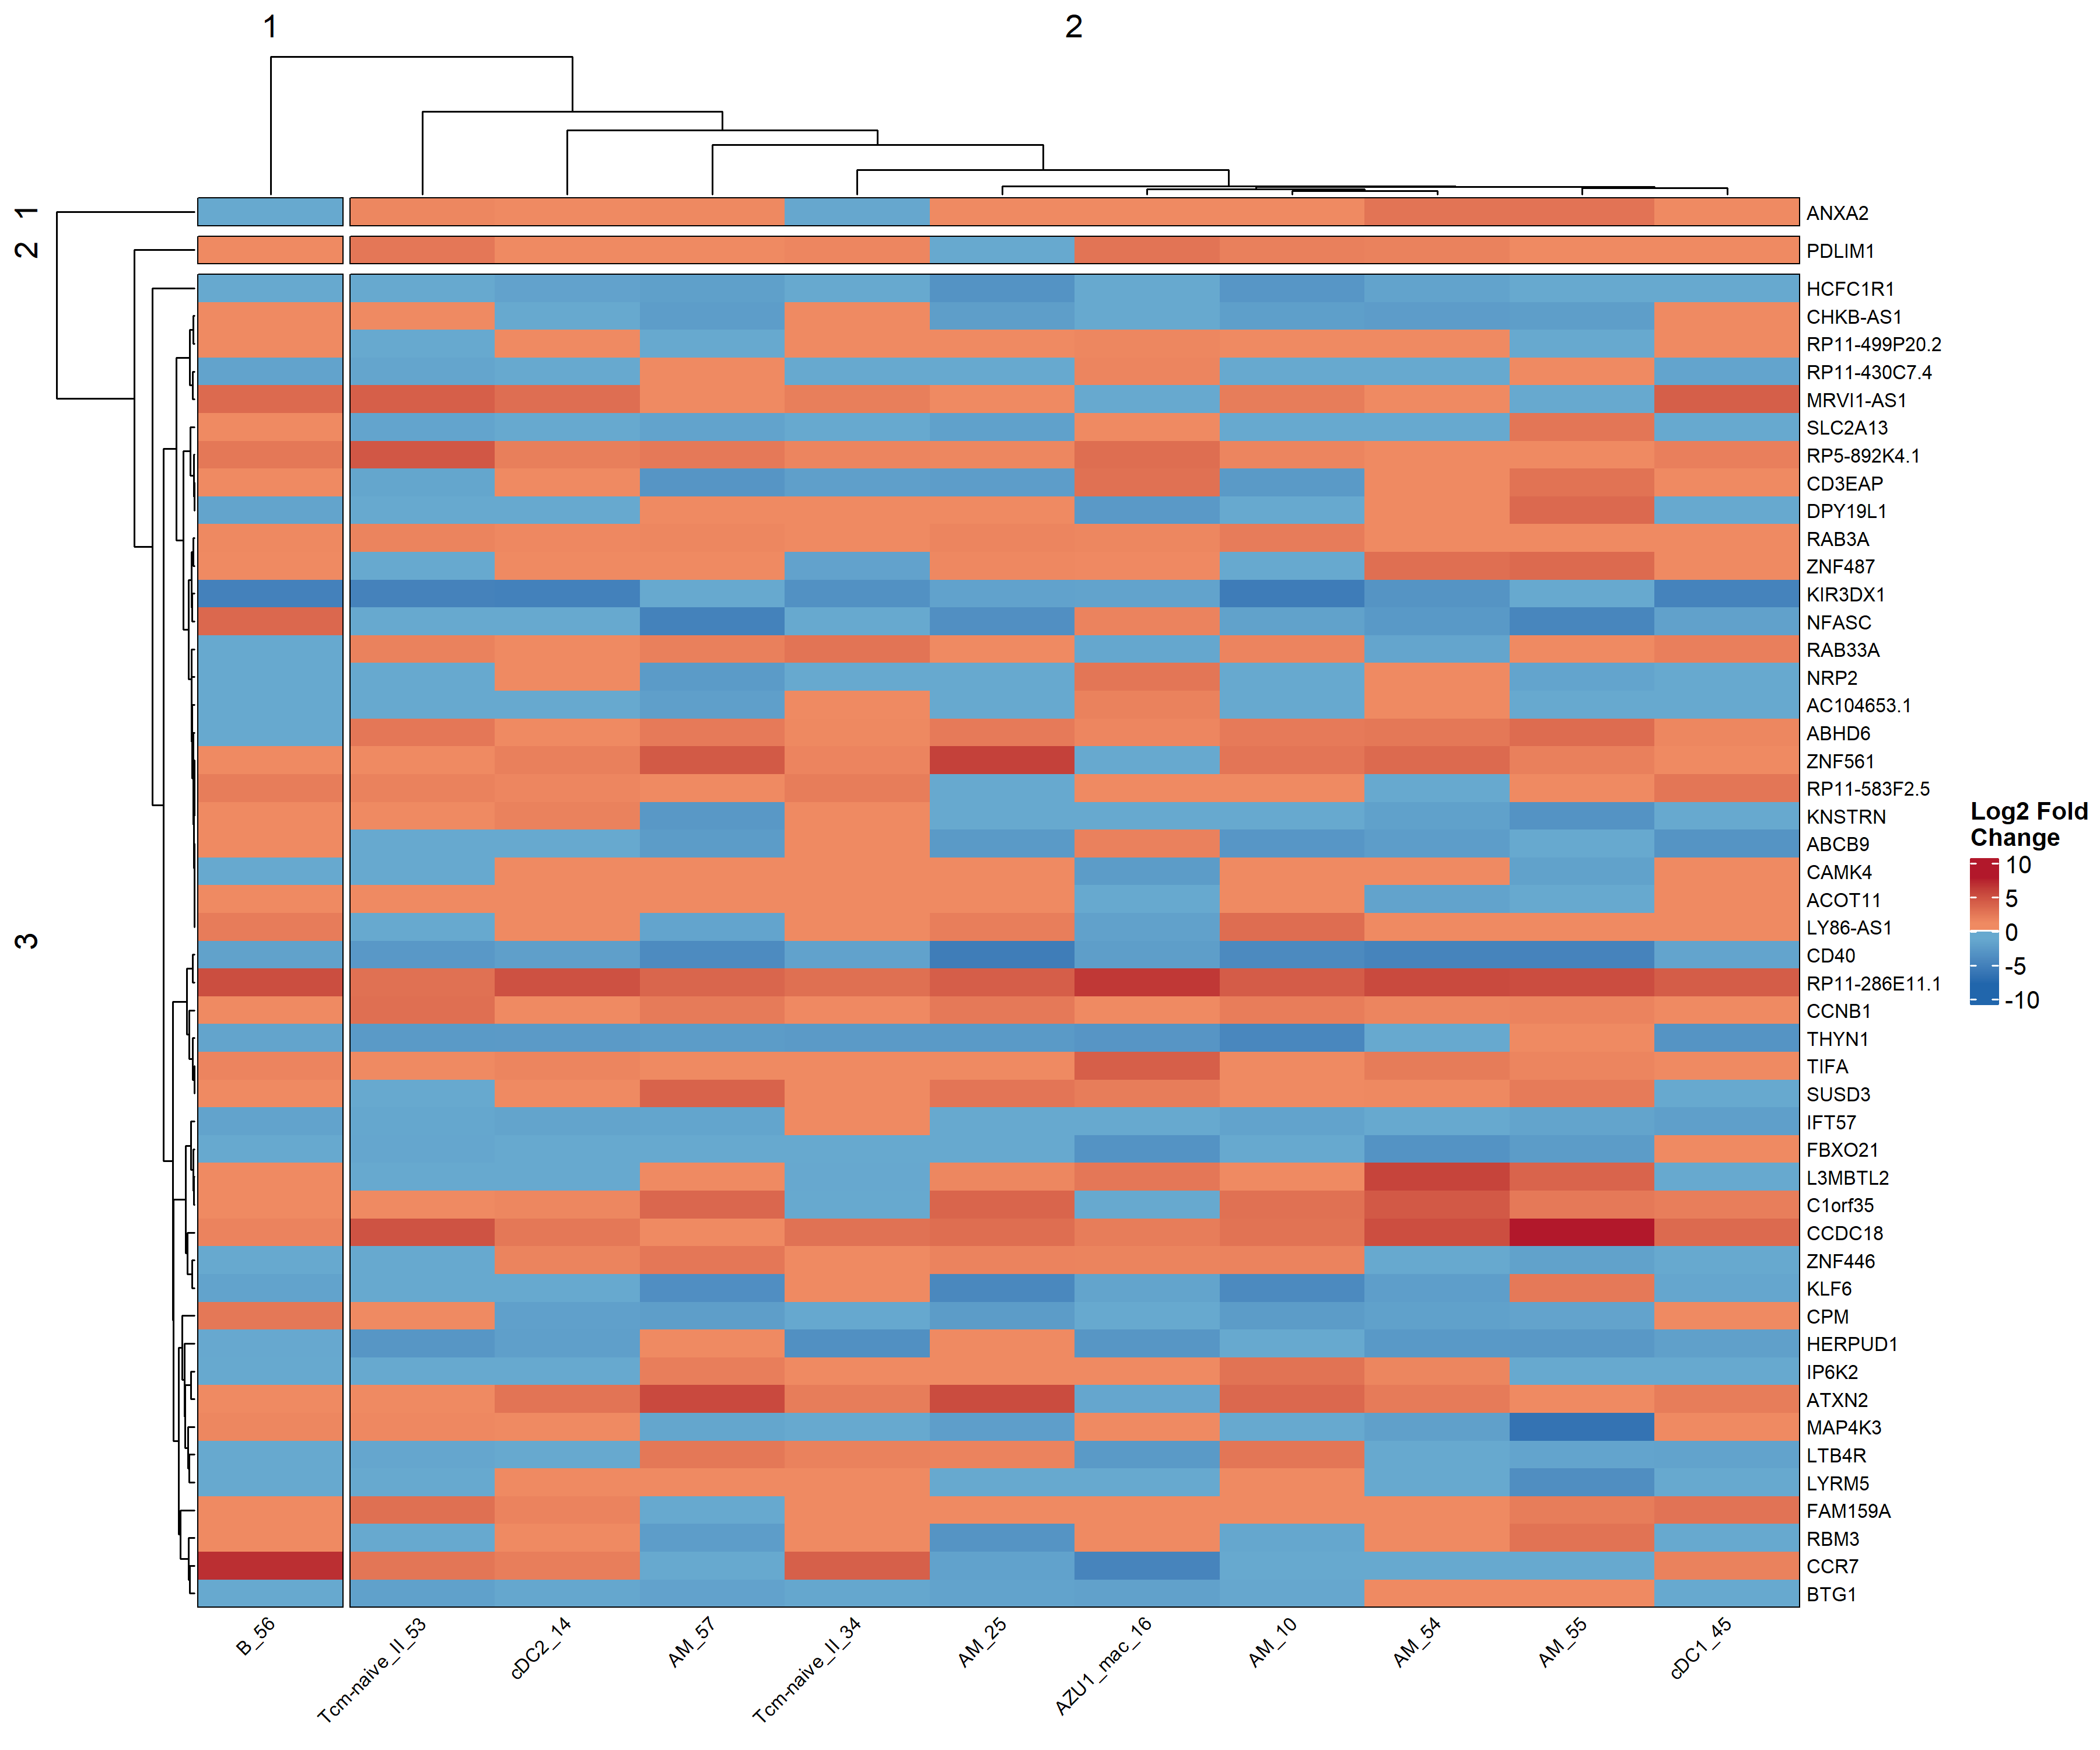 1
2
1
2
3
ANXA2
PDLIM1
HCFC1R1
CHKB-AS1
RP11-499P20.2
RP11-430C7.4
MRVI1-AS1
SLC2A13
RP5-892K4.1
CD3EAP
DPY19L1
RAB3A
ZNF487
KIR3DX1
NFASC
RAB33A
NRP2
AC104653.1
ABHD6
ZNF561
RP11-583F2.5
KNSTRN
ABCB9
CAMK4
ACOT11
LY86-AS1
CD40
RP11-286E11.1
CCNB1
THYN1
TIFA
SUSD3
IFT57
FBXO21
L3MBTL2
C1orf35
CCDC18
ZNF446
KLF6
CPM
HERPUD1
IP6K2
ATXN2
MAP4K3
LTB4R
LYRM5
FAM159A
RBM3
CCR7
BTG1
B_56
Tcm-naive_II_53
cDC2_14
AM_57
Tcm-naive_II_34
AM_25
AZU1_mac_16
AM_10
AM_54
AM_55
cDC1_45
Log2 Fold
Change
10
5
0
-5
-10